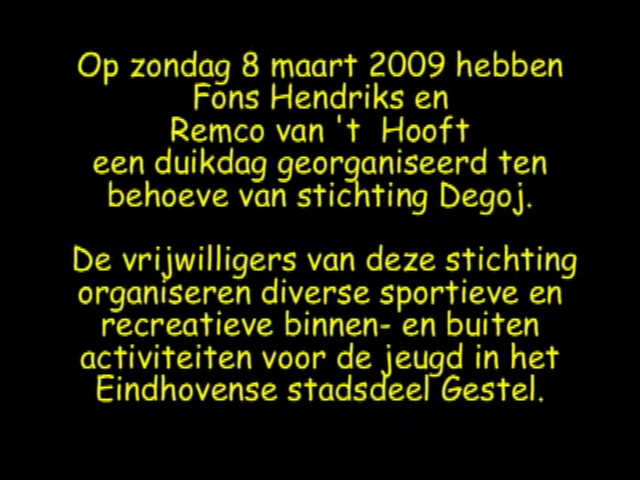 Op zondag 8 maart 2009 hebben
Fons Hendriks en
Remco van 't Hooft
een duikdag georganiseerd ten
behoeve van stichting Degoj.
De vrijwilligers van deze stichting
organiseren diverse sportieve en
recreatieve binnen- en buiten
activiteiten voor de jeugd in het
Eindhovense stadsdeel Gestel.